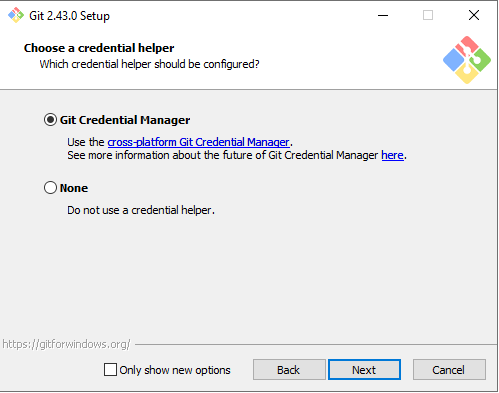 Git 2.43.0 Setup
Choose a credential helper
Which credential helper should be configured?
Git Credential Manager
Use the cross-platform Git Credential Manager.
See more information about the future of Git Credential Manager here.
None
Do not use a credential helper.
https://gitforwindows.org/
Only show new options
Back
Next
Cancel